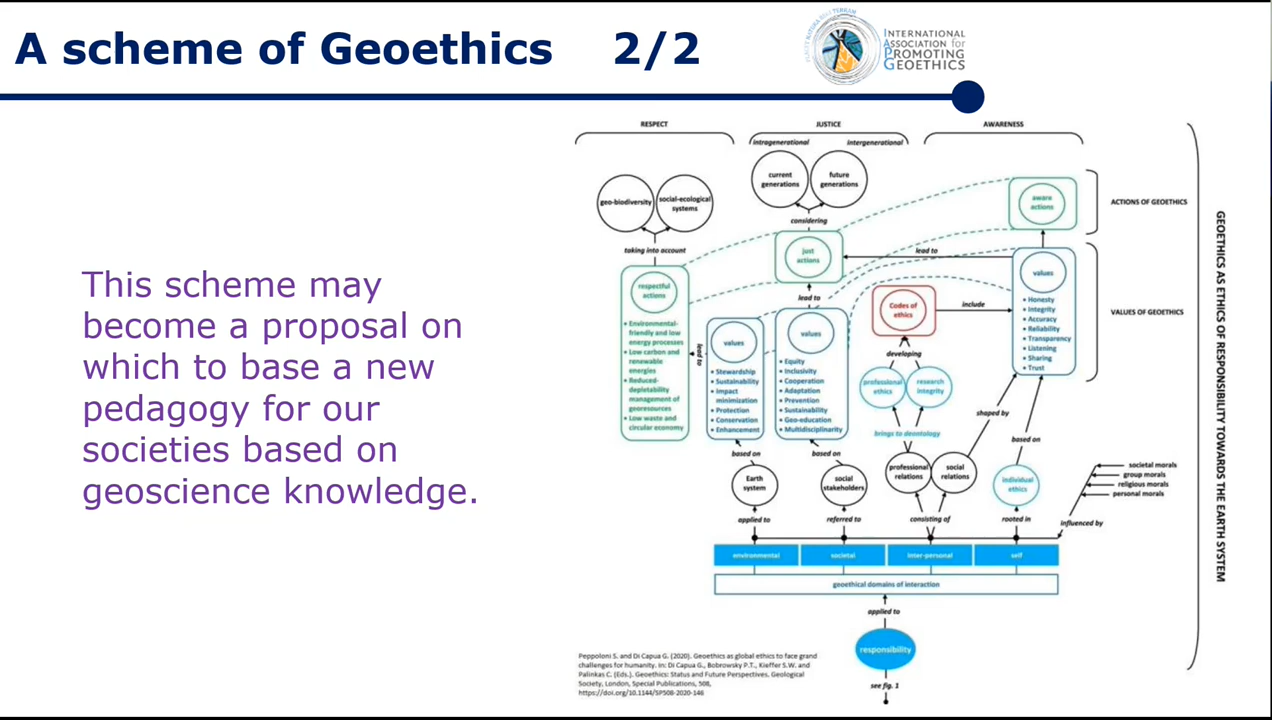 A scheme of Geoethics 2/2
INTERNATIONAL
ASSOCIATION for
PROMOTING
GEOETHICS
This scheme may
become a proposal on
which to base a new
pedagogy for our
societies based on
geoscience knowledge.
RESPECT
JUSTICE
AWARENESS
intragenerational
intergenerational
current
generations
future
generations
geo-biodiversity
social-ecological
systems
aware
actions
ACTIONS OF GEOETHICS
considering
taking into account
just
actions
lead to
respectful
actions
• Environmental-
friendly and low
energy processes
• Low carbon and
renewable
energies
• Reduced-
depletability
management of
georesources
• Low waste and
circular economy
lead to
values
• Stewardship
• Sustainability
• Impact
minimization
• Protection
• Conservation
• Enhancement
lead to
values
• Equity
• Inclusivity
• Cooperation
• Adaptation
• Prevention
• Sustainability
• Geo-education
• Multidisciplinarity
Codes of
ethics
include
values
• Honesty
• Integrity
• Accuracy
• Reliability
• Transparency
• Listening
• Sharing
• Trust
VALUES OF GEOETHICS
developing
professional
ethics
research
integrity
brings to deontology
shaped by
based on
based on
based on
Earth
system
social
stakeholders
professional
relations
social
relations
individual
ethics
societal morals
group morals
religious morals
personal morals
applied to
referred to
consisting of
rooted in
influenced by
environmental
societal
inter-personal
self
geoethical domains of interaction
applied to
responsibility
see fig. 1
GEOETHICS AS ETHICS OF RESPONSIBILITY TOWARDS THE EARTH SYSTEM
Peppoloni S. and Di Capua G. (2020). Geoethics as global ethics to face grand
challenges for humanity. In: Di Capua G., Bobrowsky P.T., Kieffer S.W. and
Palinkas C. (Eds.). Geoethics: Status and Future Perspectives. Geological
Society, London, Special Publications, 508,
https://doi.org/10.1144/SP508-2020-146